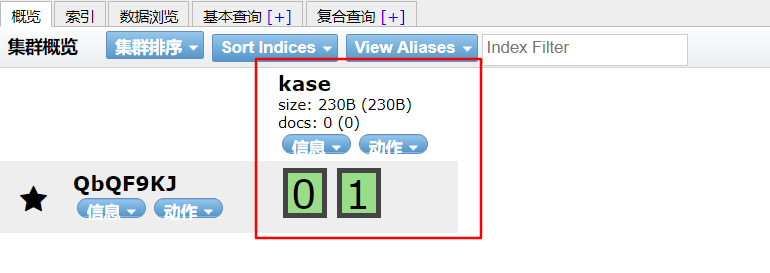 概览 索引 数据浏览 基本查询 [+] 复合查询 [+]
集群概览 集群排序 Sort Indices View Aliases Index Filter
kase
size: 230B (230B)
docs: 0 (0)
信息 动作
QbQF9KJ
信息 动作
0 1